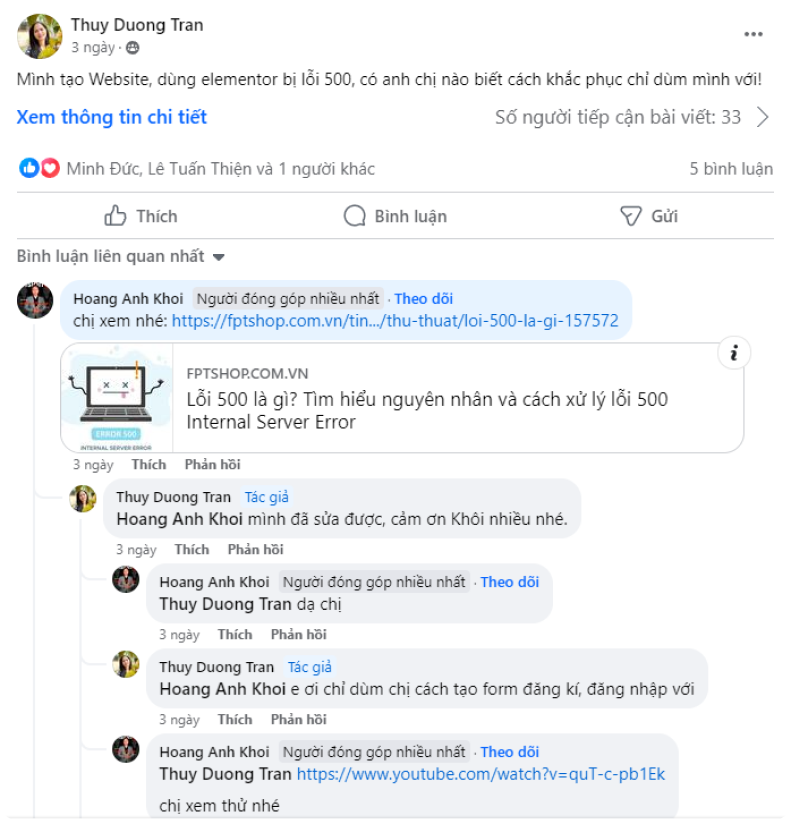 Thuy Duong Tran
3 ngày ·
Mình tạo Website, dùng elementor bị lỗi 500, có anh chị nào biết cách khắc phục chỉ dùm mình với!
Xem thông tin chi tiết
Số người tiếp cận bài viết: 33
Minh Đức, Lê Tuấn Thiện và 1 người khác
5 bình luận
Thích
Bình luận
Gửi
Bình luận liên quan nhất
Hoang Anh Khoi Người đóng góp nhiều nhất · Theo dõi
chị xem nhé: https://fptshop.com.vn/tin.../thu-thuat/loi-500-la-gi-157572
ERROR 500
INTERNAL SERVER ERROR
FPTSHOP.COM.VN
Lỗi 500 là gì? Tìm hiểu nguyên nhân và cách xử lý lỗi 500
Internal Server Error
3 ngày Thích Phản hồi
Thuy Duong Tran Tác giả
Hoang Anh Khoi mình đã sửa được, cảm ơn Khôi nhiều nhé.
3 ngày Thích Phản hồi
Hoang Anh Khoi Người đóng góp nhiều nhất · Theo dõi
Thuy Duong Tran dạ chị
3 ngày Thích Phản hồi
Thuy Duong Tran Tác giả
Hoang Anh Khoi e ơi chỉ dùm chị cách tạo form đăng kí, đăng nhập với
3 ngày Thích Phản hồi
Hoang Anh Khoi Người đóng góp nhiều nhất · Theo dõi
Thuy Duong Tran https://www.youtube.com/watch?v=quT-c-pb1Ek
chị xem thử nhé